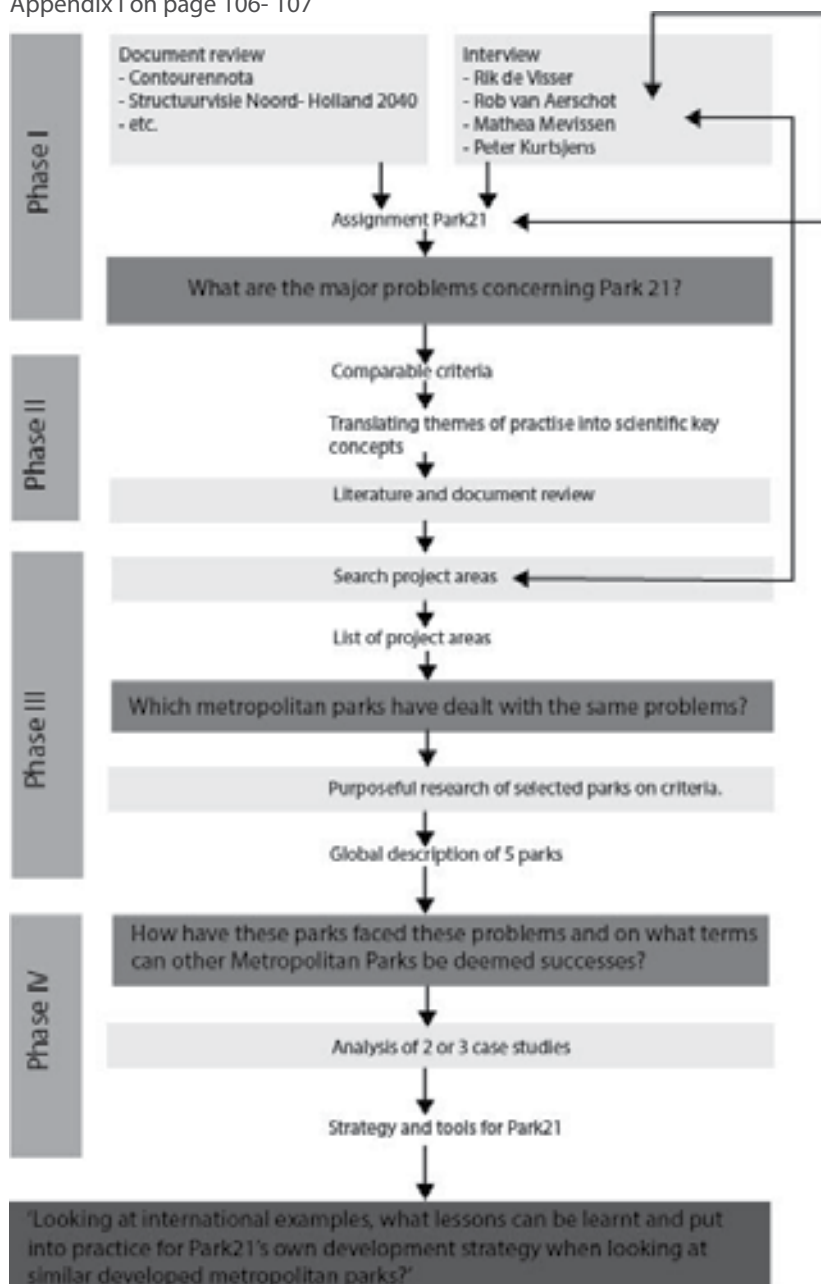 Appendix I on page 106- 107
Phase I
Document review
- Contourennota
- Structuurvisie Noord- Holland 2040
- etc.
Interview
- Rik de Visser
- Rob van Aerschot
- Mathea Mevissen
- Peter Kurtsjens
Assignment Park21
What are the major problems concerning Park 21?
Phase II
Comparable criteria
Translating themes of practise into scientific key
concepts
Literature and document review
Phase III
Search project areas
List of project areas
Which metropolitan parks have dealt with the same problems?
Purposeful research of selected parks on criteria.
Global description of 5 parks
Phase IV
How have these parks faced these problems and on what terms
can other Metropolitan Parks be deemed successes?
Analysis of 2 or 3 case studies
Strategy and tools for Park21
'Looking at international examples, what lessons can be learnt and put
into practice for Park21's own development strategy when looking at
similar developed metropolitan parks?'